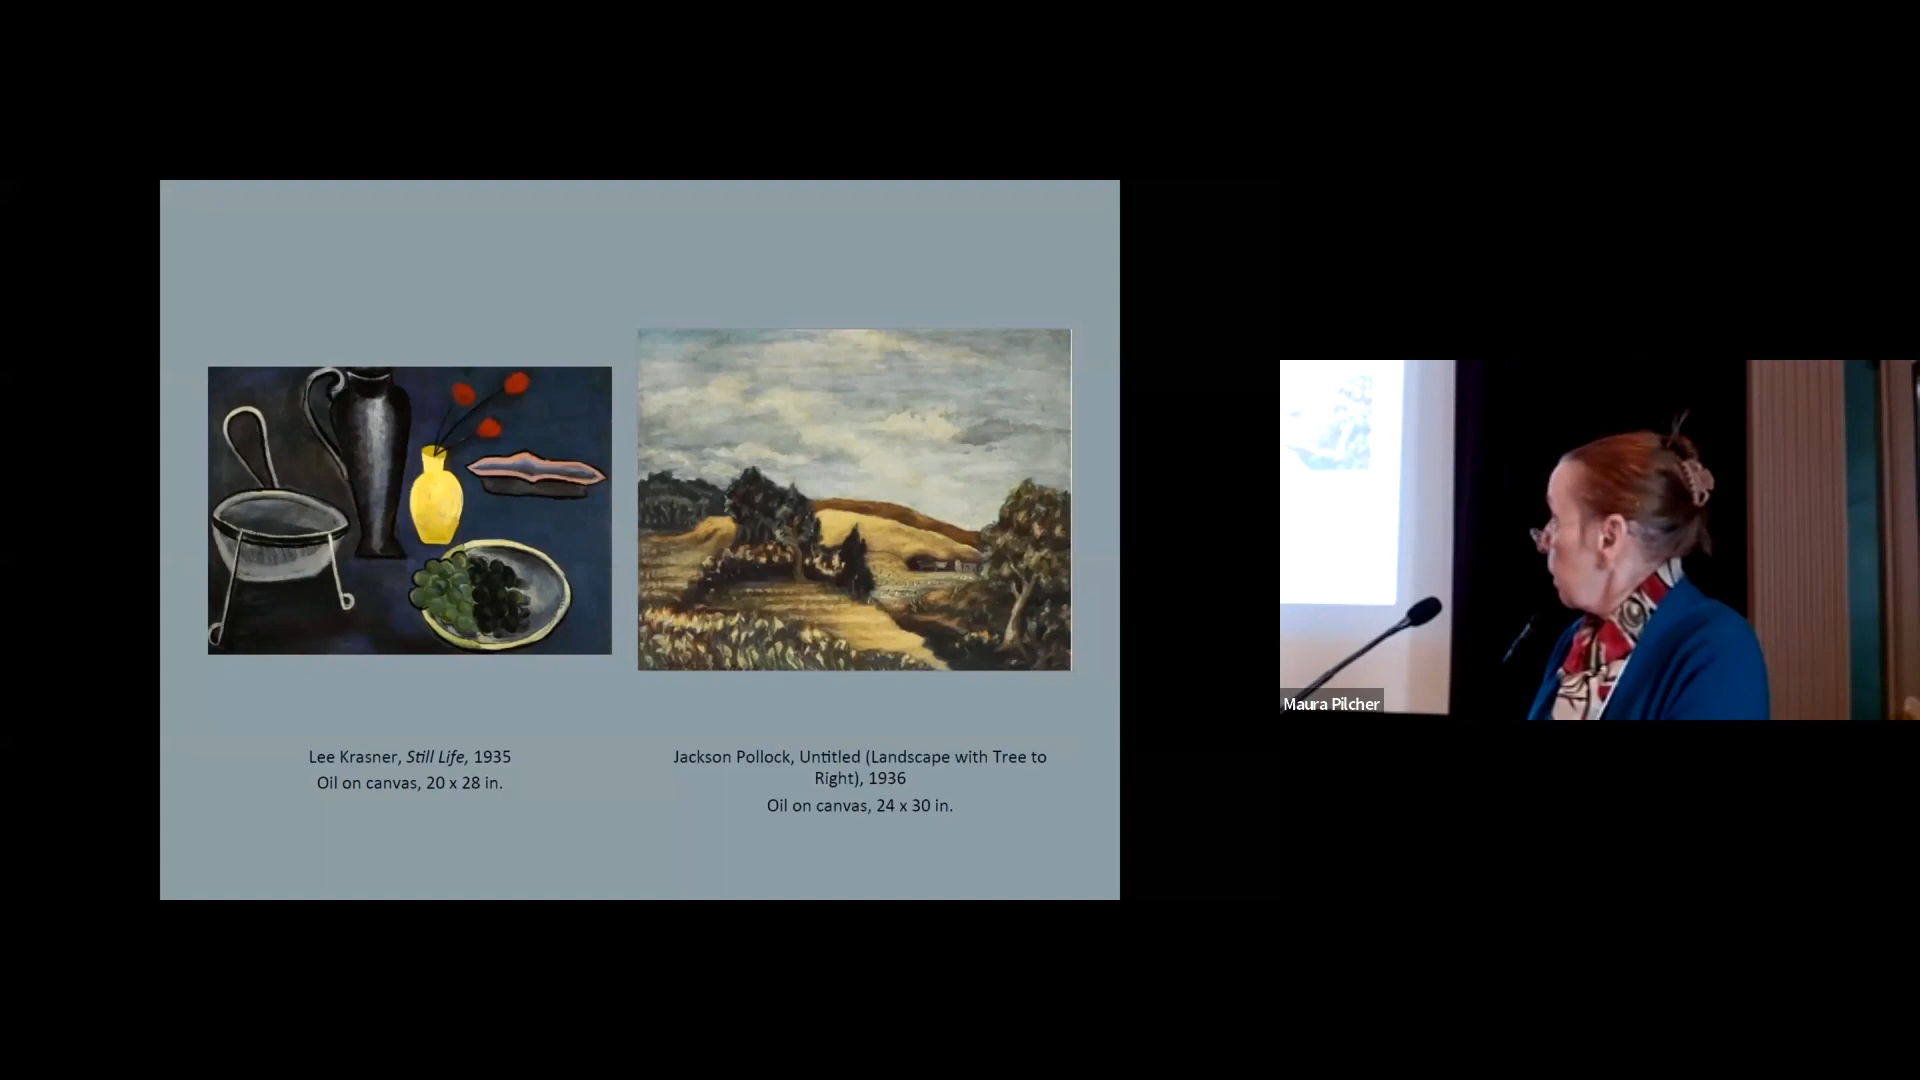 Lee Krasner, Still Life, 1935
Oil on canvas, 20 x 28 in.
Jackson Pollock, Untitled (Landscape with Tree to
Right), 1936
Oil on canvas, 24 x 30 in.
Maura Pilcher